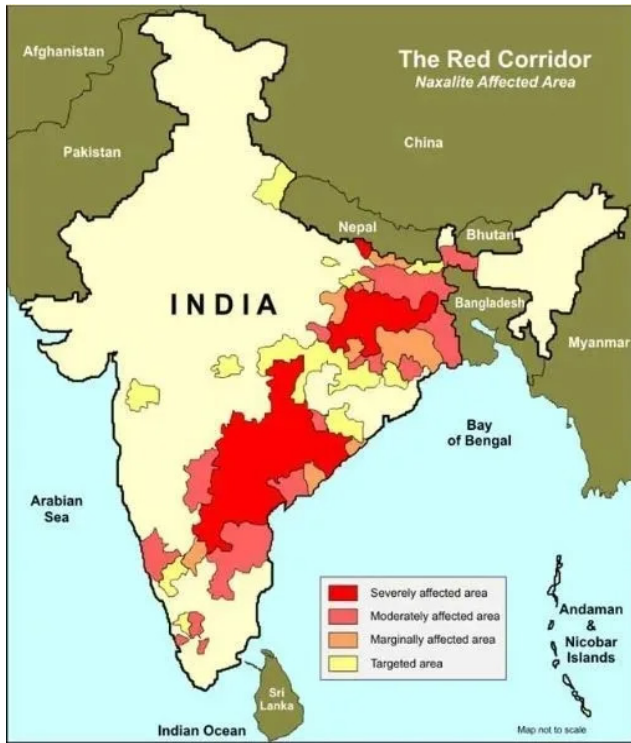 The Red Corridor
Naxalite Affected Area
Afghanistan
Pakistan
China
Nepal
Bhutan
INDIA
Bangladesh
Myanmar
Bay
of Bengal
Arabian
Sea
Severely affected area
Moderately affected area
Marginally affected area
Targeted area
Andaman
&
Nicobar
Islands
Sri
Lanka
Indian Ocean
Map not to scale